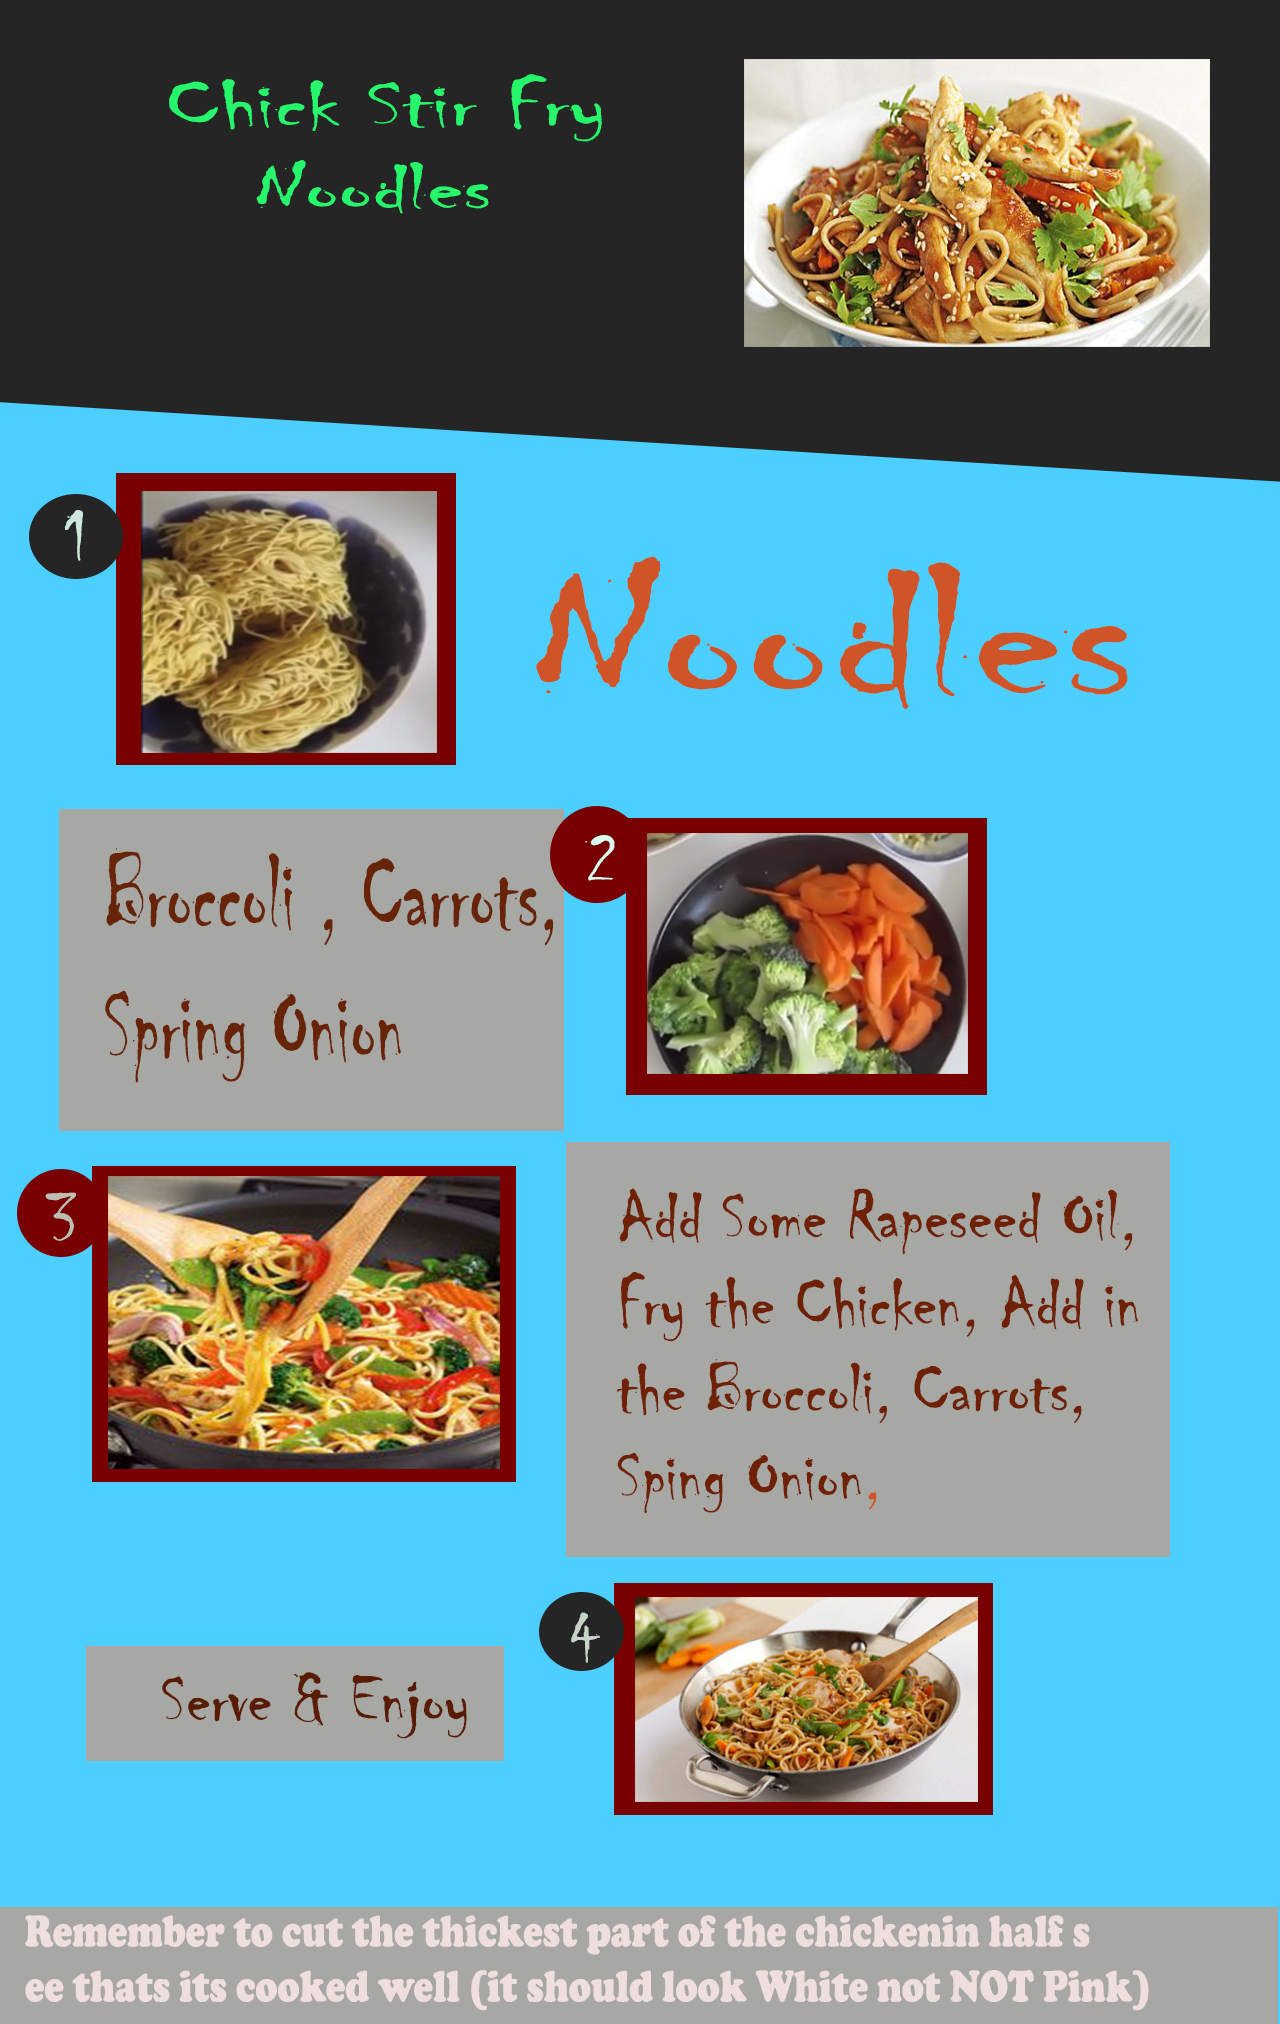 Chick Stir Fry
Noodles
1
Noodles
Broccoli , Carrots,
Spring Onion
2
3
Add Some Rapeseed Oil,
Fry the Chicken, Add in
the Broccoli, Carrots,
Sping Onion,
4
Serve & Enjoy
Remember to cut the thickest part of the chickenin half s
ee thats its cooked well (it should look White not NOT Pink)